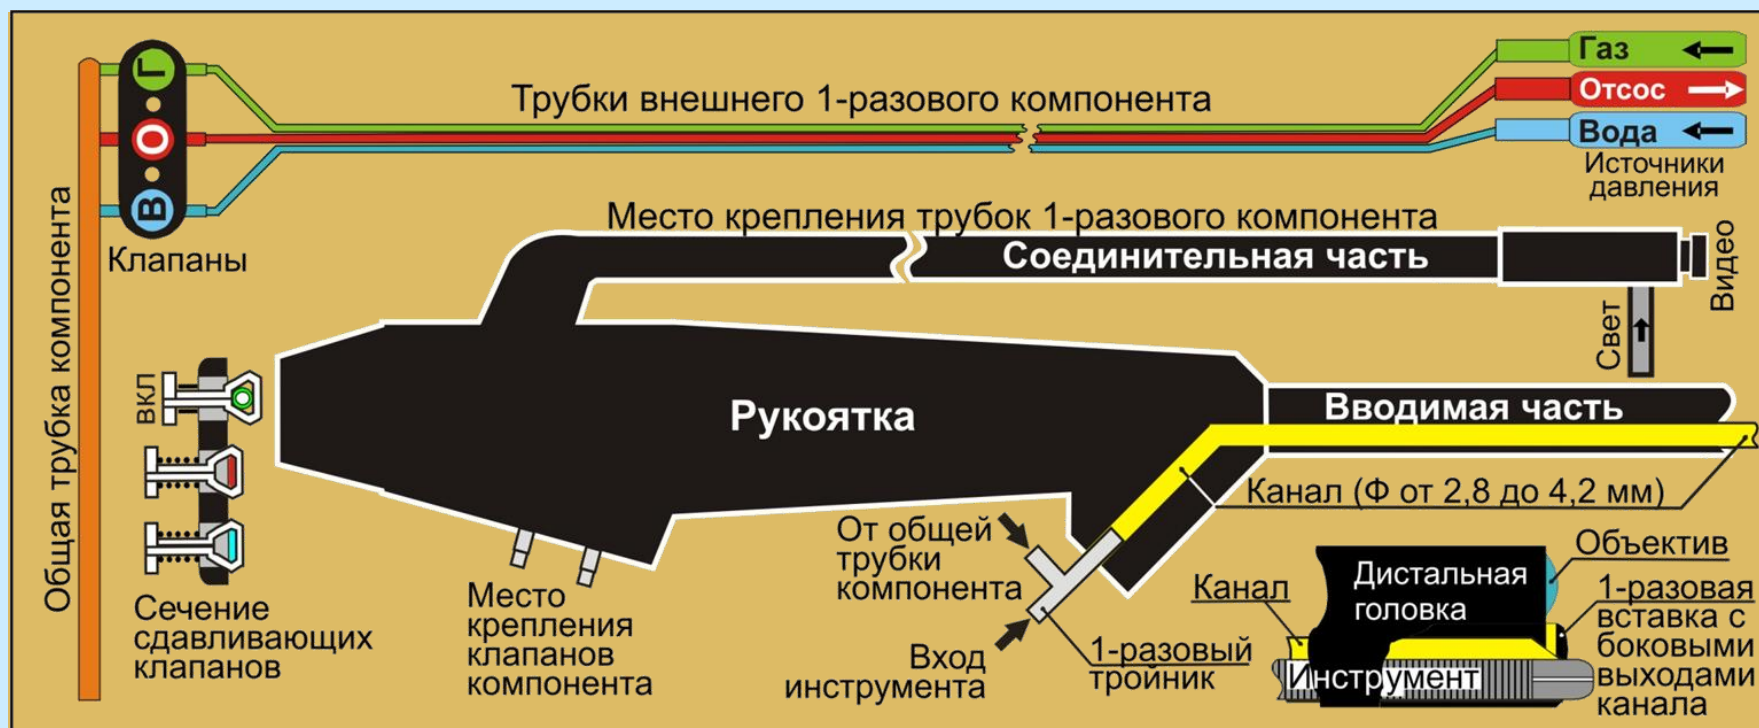 Газ
Трубки внешнего 1-разового компонента
Отсос
Вода
Источники
давления
Г
О
В
Клапаны
Общая трубка компонента
Место крепления трубок 1-разового компонента
Соединительная часть
Видео
Свет
ВКЛ
Рукоятка
Вводимая часть
Канал (Ф от 2,8 до 4,2 мм)
Сечение
сдавливающих
клапанов
Место
крепления
клапанов
компонента
От общей
трубки
компонента
Вход
инструмента
1-разовый
тройник
Канал
Дистальная
головка
Инструмент
Объектив
1-разовая
вставка с
боковыми
выходами
канала